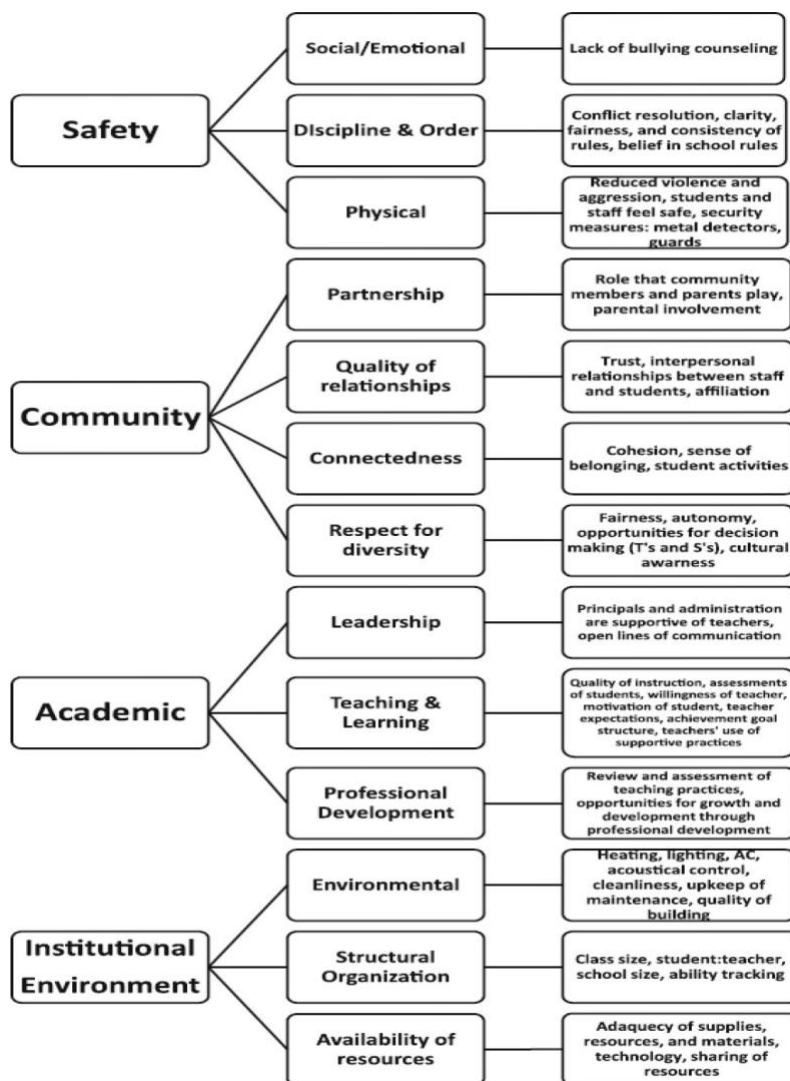 Safety
Social/Emotional
Lack of bullying counseling
DIscipline & Order
Conflict resolution, clarity,
fairness, and consistency of
rules, belief in school rules
Physical
Reduced violence and
aggression, students and
staff feel safe, security
measures: metal detectors,
guards
Community
Partnership
Role that community
members and parents play,
parental involvement
Quality of
relationships
Trust, interpersonal
relationships between staff
and students, affiliation
Connectedness
Cohesion, sense of
belonging, student activities
Respect for
diversity
Fairness, autonomy,
opportunities for decision
making (T's and S's), cultural
awarness
Academic
Leadership
Principals and administration
are supportive of teachers,
open lines of communication
Teaching &
Learning
Quality of instruction, assessments
of students, willingness of teacher,
motivation of student, teacher
expectations, achievement goal
structure, teachers' use of
supportive practices
Professional
Development
Review and assessment of
teaching practices,
opportunities for growth and
development through
professional development
Institutional
Environment
Environmental
Heating, lighting, AC,
acoustical control,
cleanliness, upkeep of
maintenance, quality of
building
Structural
Organization
Class size, student:teacher,
school size, ability tracking
Availability of
resources
Adaquecy of supplies,
resources, and materials,
technology, sharing of
resources